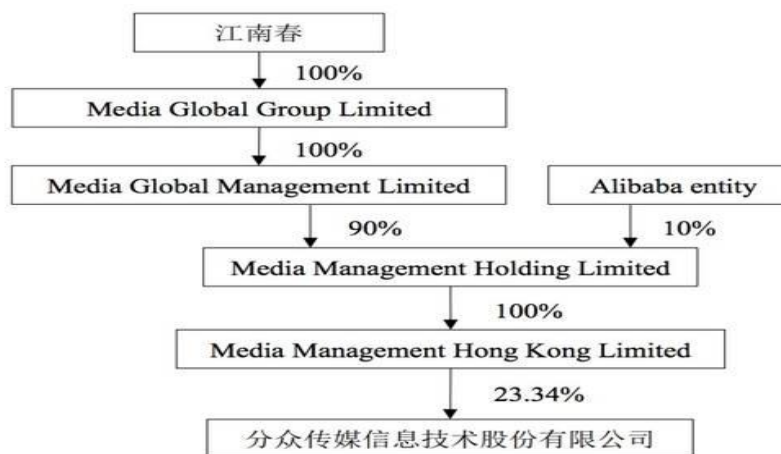 江南春
100%
Media Global Group Limited
100%
Media Global Management Limited
Alibaba entity
90%
10%
Media Management Holding Limited
100%
Media Management Hong Kong Limited
23.34%
分众传媒信息技术股份有限公司